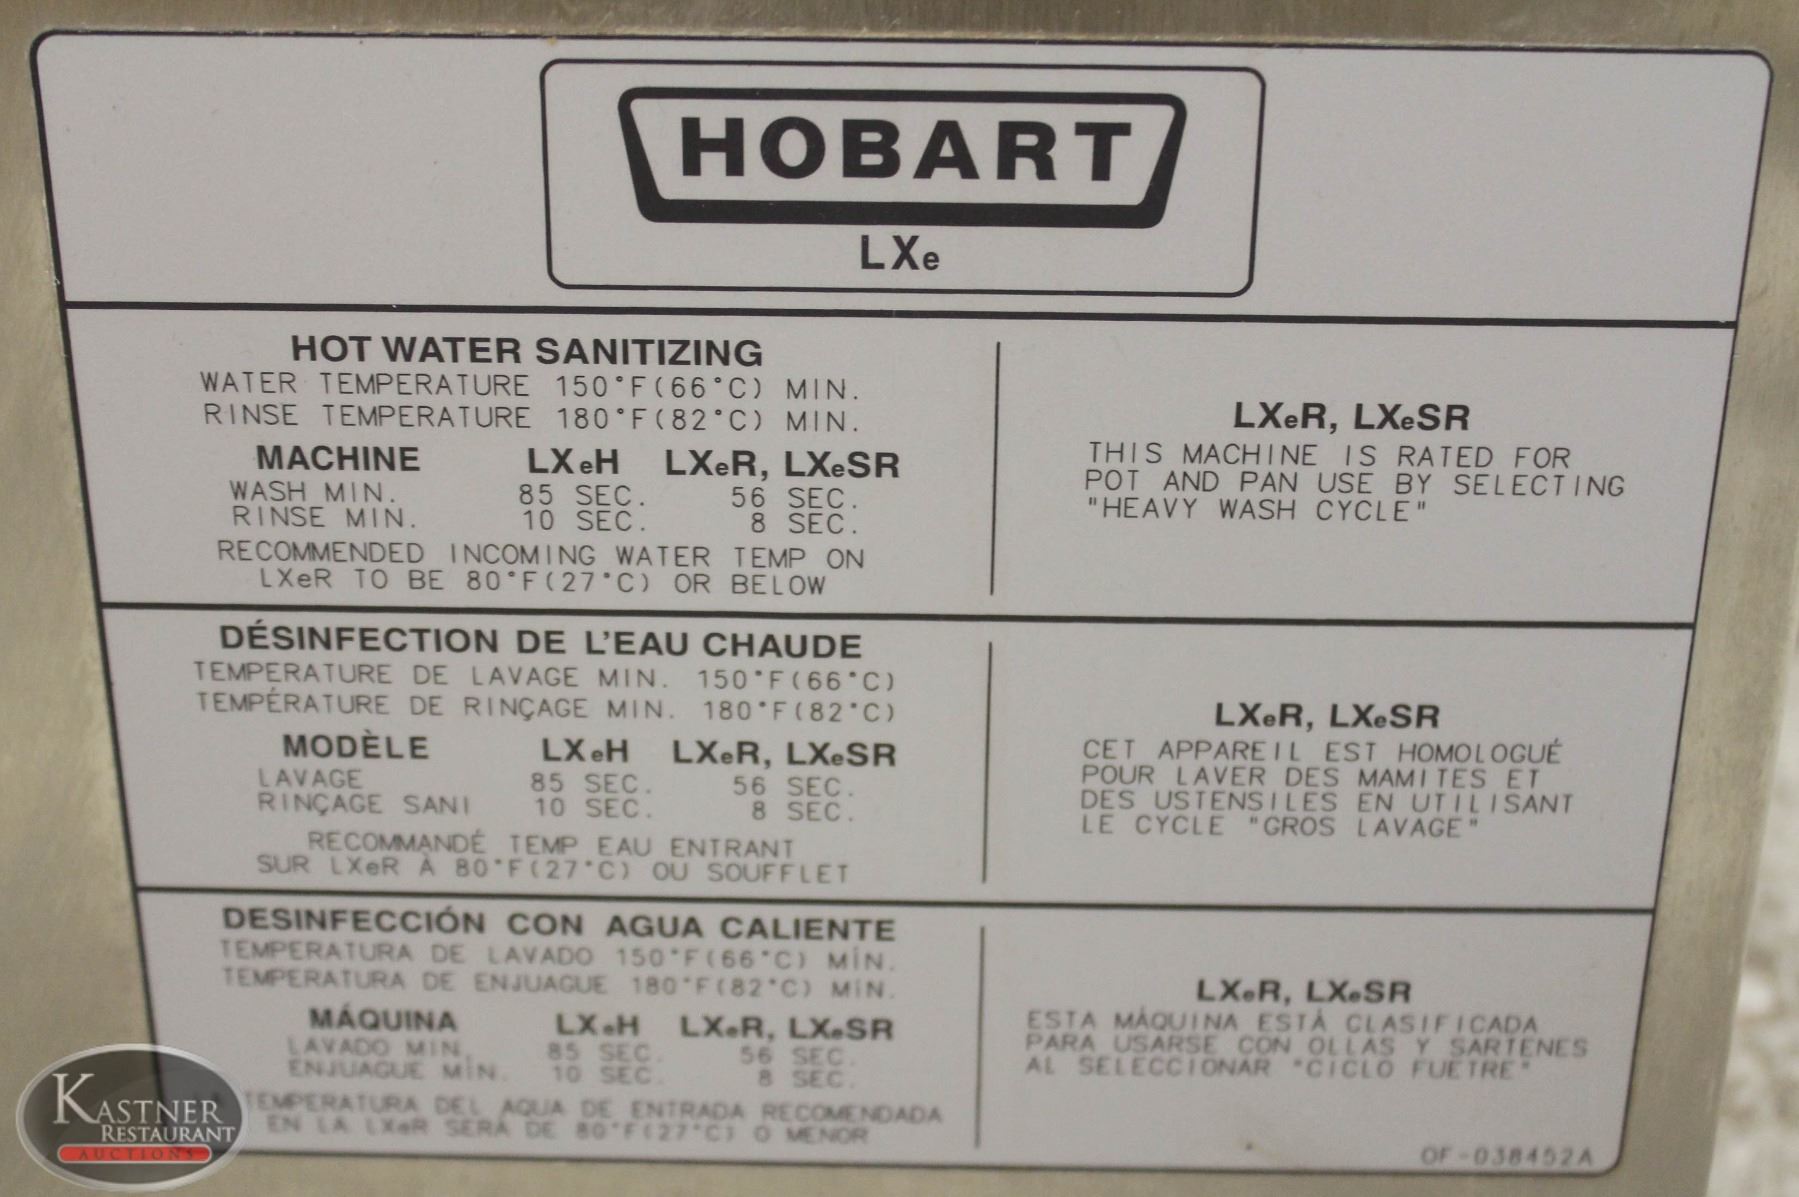 HOBART
LXe
HOT WATER SANITIZING
WATER TEMPERATURE 150°F(66°C) MIN.
RINSE TEMPERATURE 180°F(82°C) MIN.
MACHINE LXeH LXeR, LXeSR
WASH MIN. 85 SEC. 56 SEC.
RINSE MIN. 10 SEC. 8 SEC.
RECOMMENDED INCOMING WATER TEMP ON
LXeR TO BE 80°F(27°C) OR BELOW
LXeR, LXeSR
THIS MACHINE IS RATED FOR
POT AND PAN USE BY SELECTING
"HEAVY WASH CYCLE"
DÉSINFECTION DE L'EAU CHAUDE
TEMPERATURE DE LAVAGE MIN. 150°F(66°C)
TEMPÉRATURE DE RINÇAGE MIN. 180°F(82°C)
MODÈLE LXeH LXeR, LXeSR
LAVAGE 85 SEC. 56 SEC.
RINÇAGE SANI 10 SEC. 8 SEC.
RECOMMANDÉ TEMP EAU ENTRANT
SUR LXeR À 80°F(27°C) OU SOUFFLET
LXeR, LXeSR
CET APPAREIL EST HOMOLOGUÉ
POUR LAVER DES MAMITES ET
DES USTENSILES EN UTILISANT
LE CYCLE "GROS LAVAGE"
DESINFECCIÓN CON AGUA CALIENTE
TEMPERATURA DE LAVADO 150°F(66°C) MÍN.
TEMPERATURA DE ENJUAGUE 180°F(82°C) MÍN.
MÁQUINA LXeH LXeR, LXeSR
LAVADO MÍN. 85 SEC. 56 SEC.
ENJUAGUE MÍN. 10 SEC. 8 SEC.
TEMPERATURA DEL AQUA DE ENTRADA RECOMENDADA
EN LA LXeR SERÁ DE 80°F(27°C) O MENOR
LXeR, LXeSR
ESTA MÁQUINA ESTÁ CLASIFICADA
PARA USARSE CON OLLAS Y SARTENES
AL SELECCIONAR "CICLO FUETRE"
OF-038452A
KASTNER
RESTAURANT
AUCTIONS